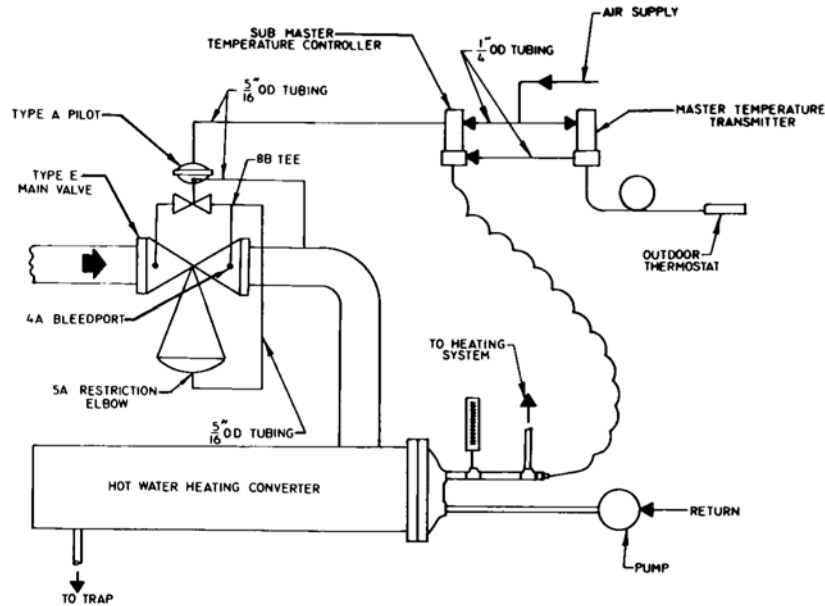 AIR SUPPLY
SUB MASTER
TEMPERATURE CONTROLLER
1/4" OD TUBING
5/16" OD TUBING
MASTER TEMPERATURE
TRANSMITTER
TYPE A PILOT
8B TEE
TYPE E
MAIN VALVE
OUTDOOR
THERMOSTAT
4A BLEEDPORT
TO HEATING
SYSTEM
5A RESTRICTION
ELBOW
5/16" OD TUBING
HOT WATER HEATING CONVERTER
RETURN
PUMP
TO TRAP